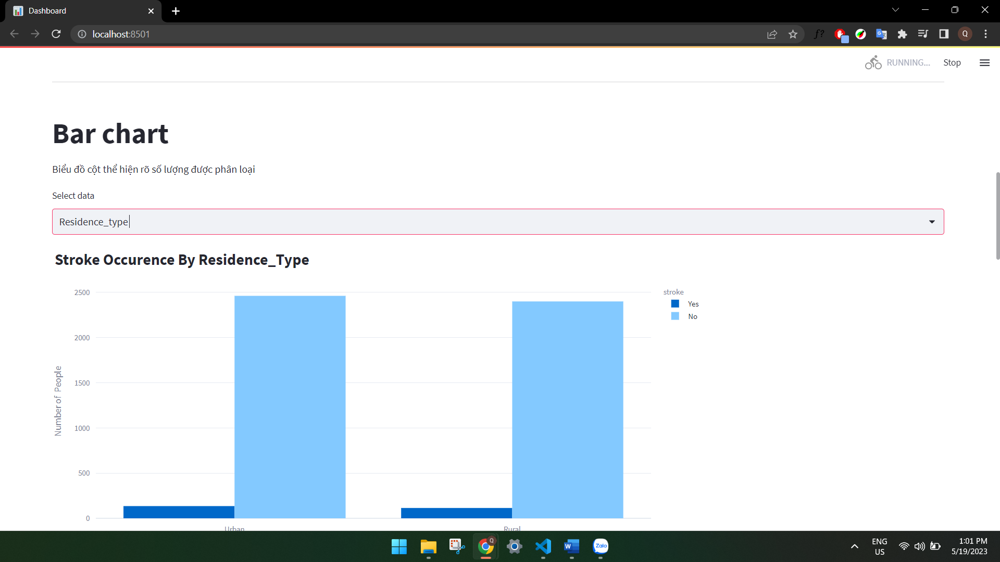 Dashboard
localhost:8501
f?
Q
RUNNING...
Stop
Bar chart
Biểu đồ cột thể hiện rõ số lượng được phân loại
Select data
Residence_type
Stroke Occurence By Residence_Type
stroke
Yes
No
Number of People
2500
2000
1500
1000
500
0
Urban
Rural
Q
W
Zalo
ENG
US
1:01 PM
5/19/2023